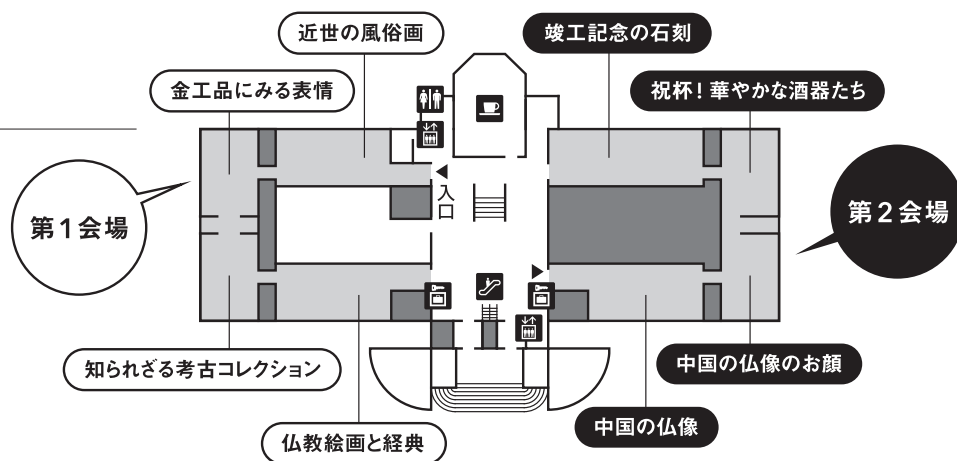 近世の風俗画
竣工記念の石刻
金工品にみる表情
祝杯!華やかな酒器たち
入口
第1会場
第2会場
知られざる考古コレクション
中国の仏像のお顔
仏教絵画と経典
中国の仏像